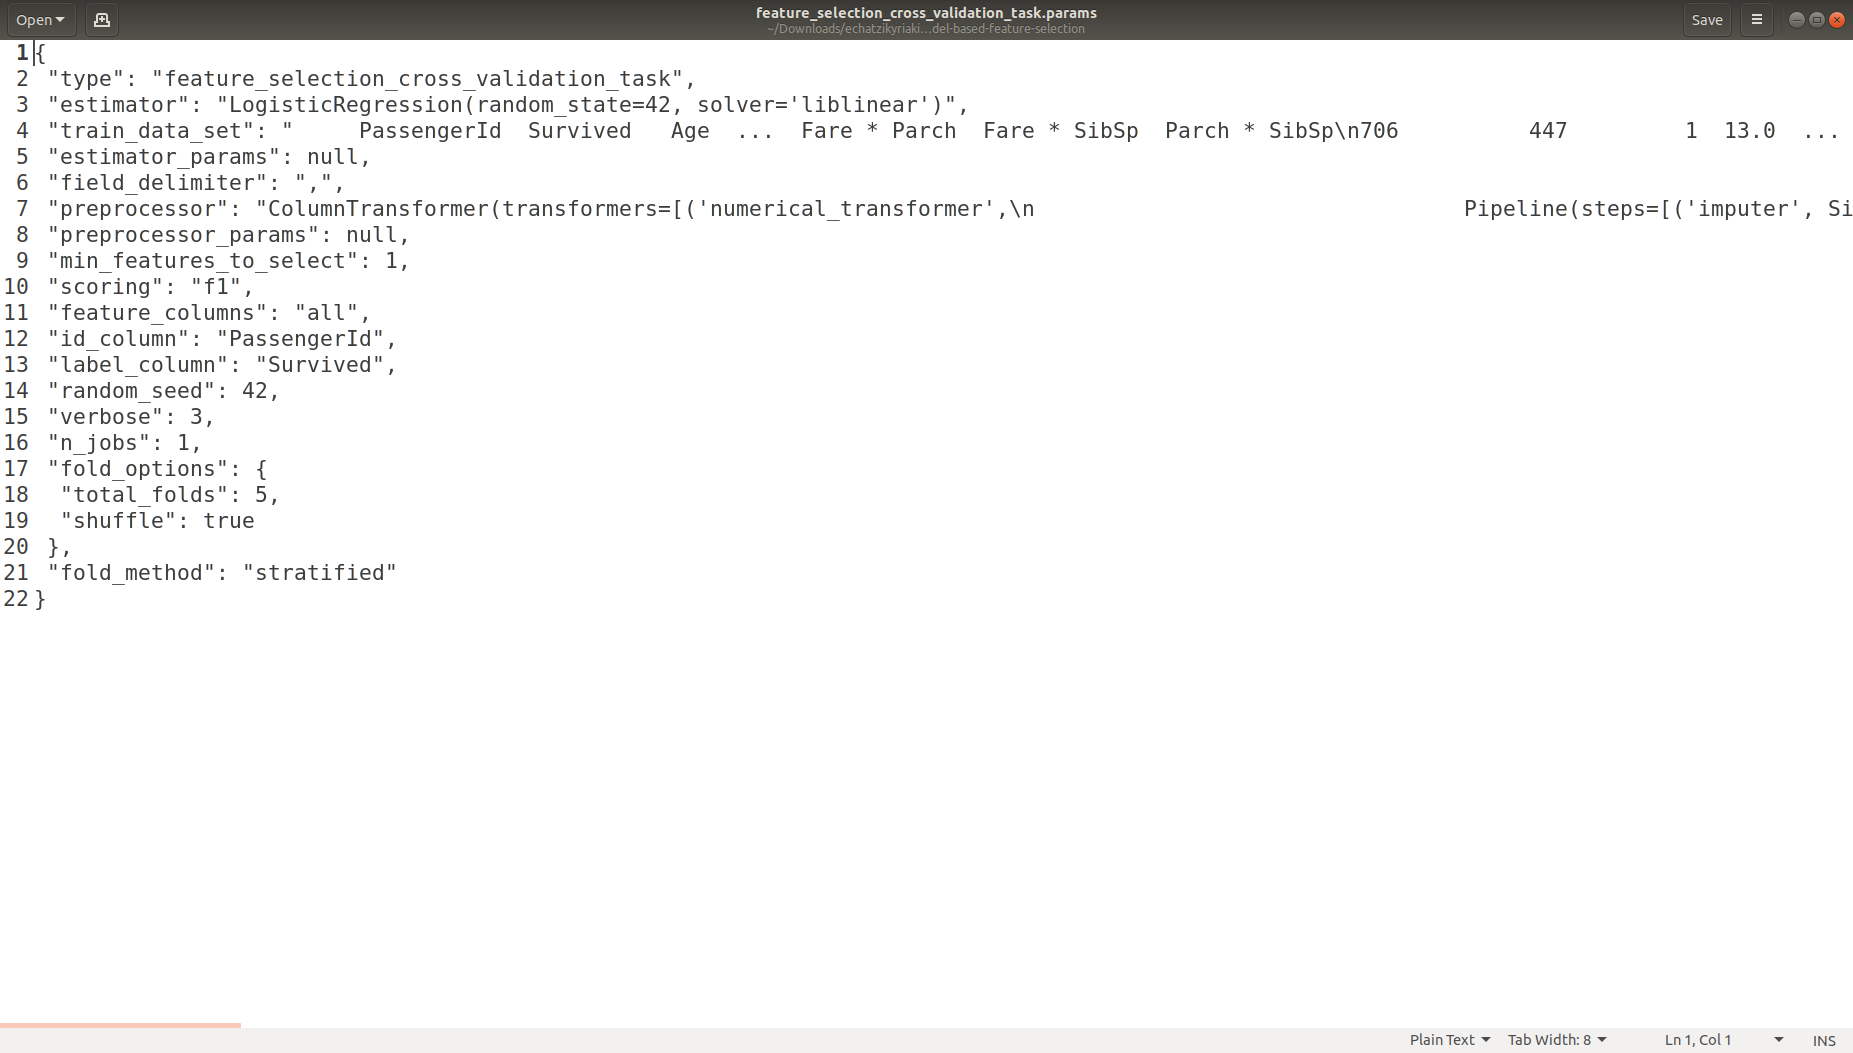 Open
feature_selection_cross_validation_task.params
~/Downloads/echatzikyriaki...del-based-feature-selection
Save
1 {
2 "type": "feature_selection_cross_validation_task",
3 "estimator": "LogisticRegression(random_state=42, solver='liblinear')",
4 "train_data_set": "     PassengerId  Survived   Age  ...  Fare * Parch  Fare * SibSp  Parch * SibSp\n706          447         1  13.0  ...
5 "estimator_params": null,
6 "field_delimiter": ",",
7 "preprocessor": "ColumnTransformer(transformers=[('numerical_transformer',\n                                 Pipeline(steps=[('imputer', Si
8 "preprocessor_params": null,
9 "min_features_to_select": 1,
10 "scoring": "f1",
11 "feature_columns": "all",
12 "id_column": "PassengerId",
13 "label_column": "Survived",
14 "random_seed": 42,
15 "verbose": 3,
16 "n_jobs": 1,
17 "fold_options": {
18  "total_folds": 5,
19  "shuffle": true
20 },
21 "fold_method": "stratified"
22 }
Plain Text Tab Width: 8 Ln 1, Col 1 INS